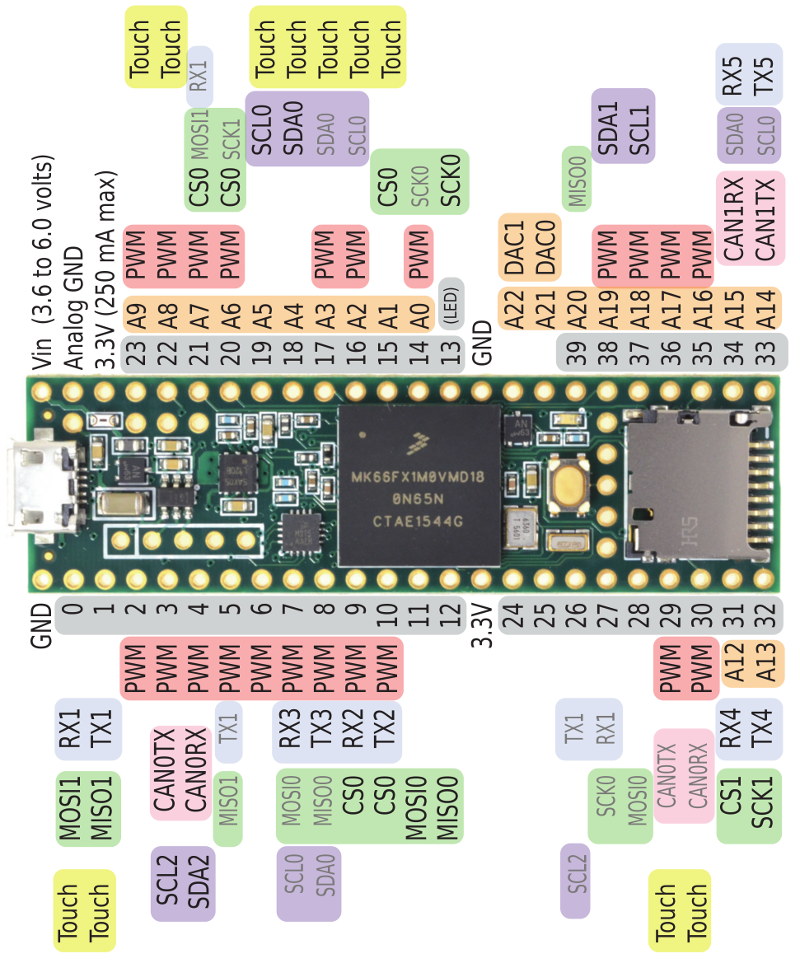 GND Vin (3.6 to 6.0 volts)
Touch MOSI1 RX1 0 Analog GND
Touch MISO1 TX1 1 3.3V (250 mA max)
PWM 2 23 A9 PWM Touch
SCL2 CAN0TX PWM 3 22 A8 PWM Touch
SDA2 CAN0RX PWM 4 21 A7 PWM CS0 MOSI1 RX1
MISO1 TX1 PWM 5 20 A6 PWM CS0 SCK1
PWM 6 19 A5 SCL0 Touch
SCL0 MOSI0 RX3 PWM 7 18 A4 SDA0 Touch
SDA0 MISO0 TX3 PWM 8 17 A3 PWM SDA0 Touch
CS0 RX2 PWM 9 16 A2 PWM SCL0 Touch
CS0 TX2 PWM 10 15 A1 CS0 Touch
MOSI0 11 14 A0 PWM SCK0
MISO0 12 13 (LED) SCK0
MK66FX1M0VMD18
0N65N
CTAE1544G
3.3V GND
24 A22 DAC1
25 A21 DAC0
SCL2 TX1 26 39 A20 MISO0
SCK0 RX1 27 38 A19 PWM SDA1
MOSI0 28 37 A18 PWM SCL1
Touch CAN0TX PWM 29 36 A17 PWM
Touch CAN0RX PWM 30 35 A16 PWM
HRS
CS1 RX4 A12 31 34 A15 CAN1RX SDA0 RX5
SCK1 TX4 A13 32 33 A14 CAN1TX SCL0 TX5